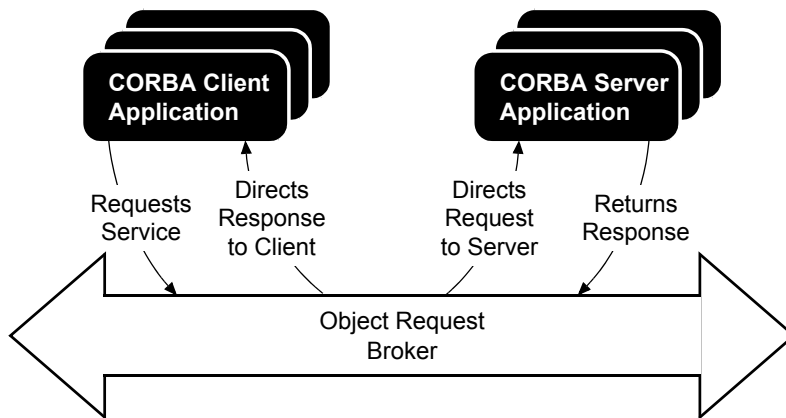 CORBA Client
Application
CORBA Server
Application
Requests
Service
Directs
Response
to Client
Directs
Request
to Server
Returns
Response
Object Request
Broker